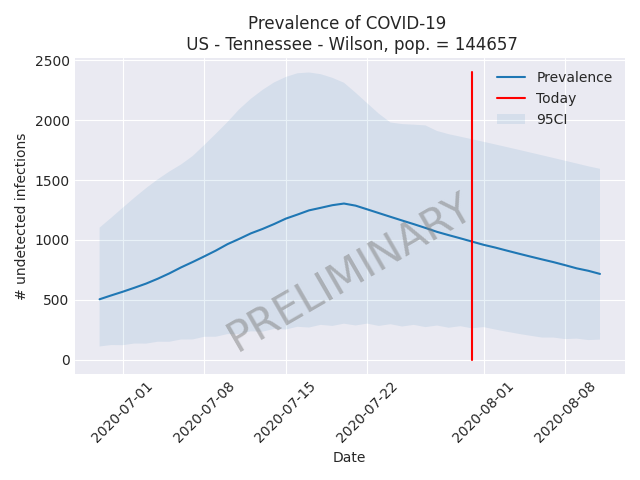 Prevalence of COVID-19
US - Tennessee - Wilson, pop. = 144657
2500
2000
1500
1000
500
0
# undetected infections
Prevalence
Today
95CI
PRELIMINARY
2020-07-01
2020-07-08
2020-07-15
2020-07-22
2020-08-01
2020-08-08
Date